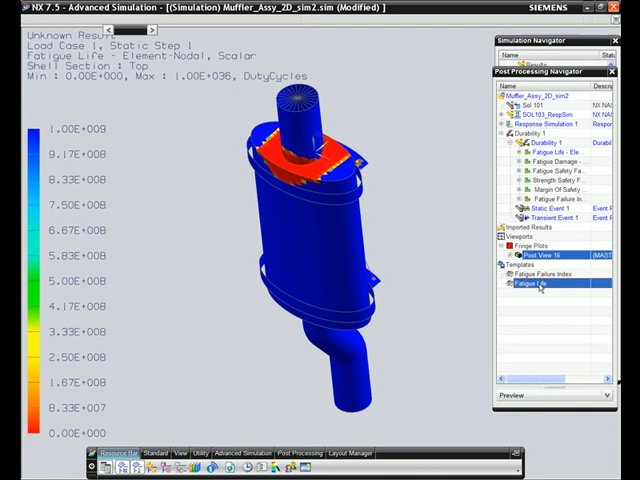 NX 7.5 - Advanced Simulation - [(Simulation) Muffler_Assy_2D_sim2.sim (Modified) ]
SIEMENS
Unknown Result
Load Case 1, Static Step 1
Fatigue Life - Element-Nodal, Scalar
Shell Section : Top
Min : 0.00E+000, Max : 1.00E+036, DutyCycles
1.00E+009
9.17E+008
8.33E+008
7.50E+008
6.67E+008
5.83E+008
5.00E+008
4.17E+008
3.33E+008
2.50E+008
1.67E+008
8.33E+007
0.00E+000
Simulation Navigator
Name
Statu
Results
Post Processing Navigator
Name
Descrip
Muffler_Assy_2D_sim2
Sol 101
NX NAS
SOL103_RespSim
NX NAS
Response Simulation 1
Respon
Durability 1
Durability 1
Durabil
Fatigue Life - Ele...
Fatigue Damage - ...
Fatigue Safety Fa...
Strength Safety F...
Margin Of Safety ...
Fatigue Failure In...
Static Event 1
Event P
Transient Event 1
Event P
Imported Results
Viewports
Fringe Plots
Post View 16
(MAST
Templates
Fatigue Failure Index
Fatigue Life
Preview
Resource Bar
Standard
View
Utility
Advanced Simulation
Post Processing
Layout Manager